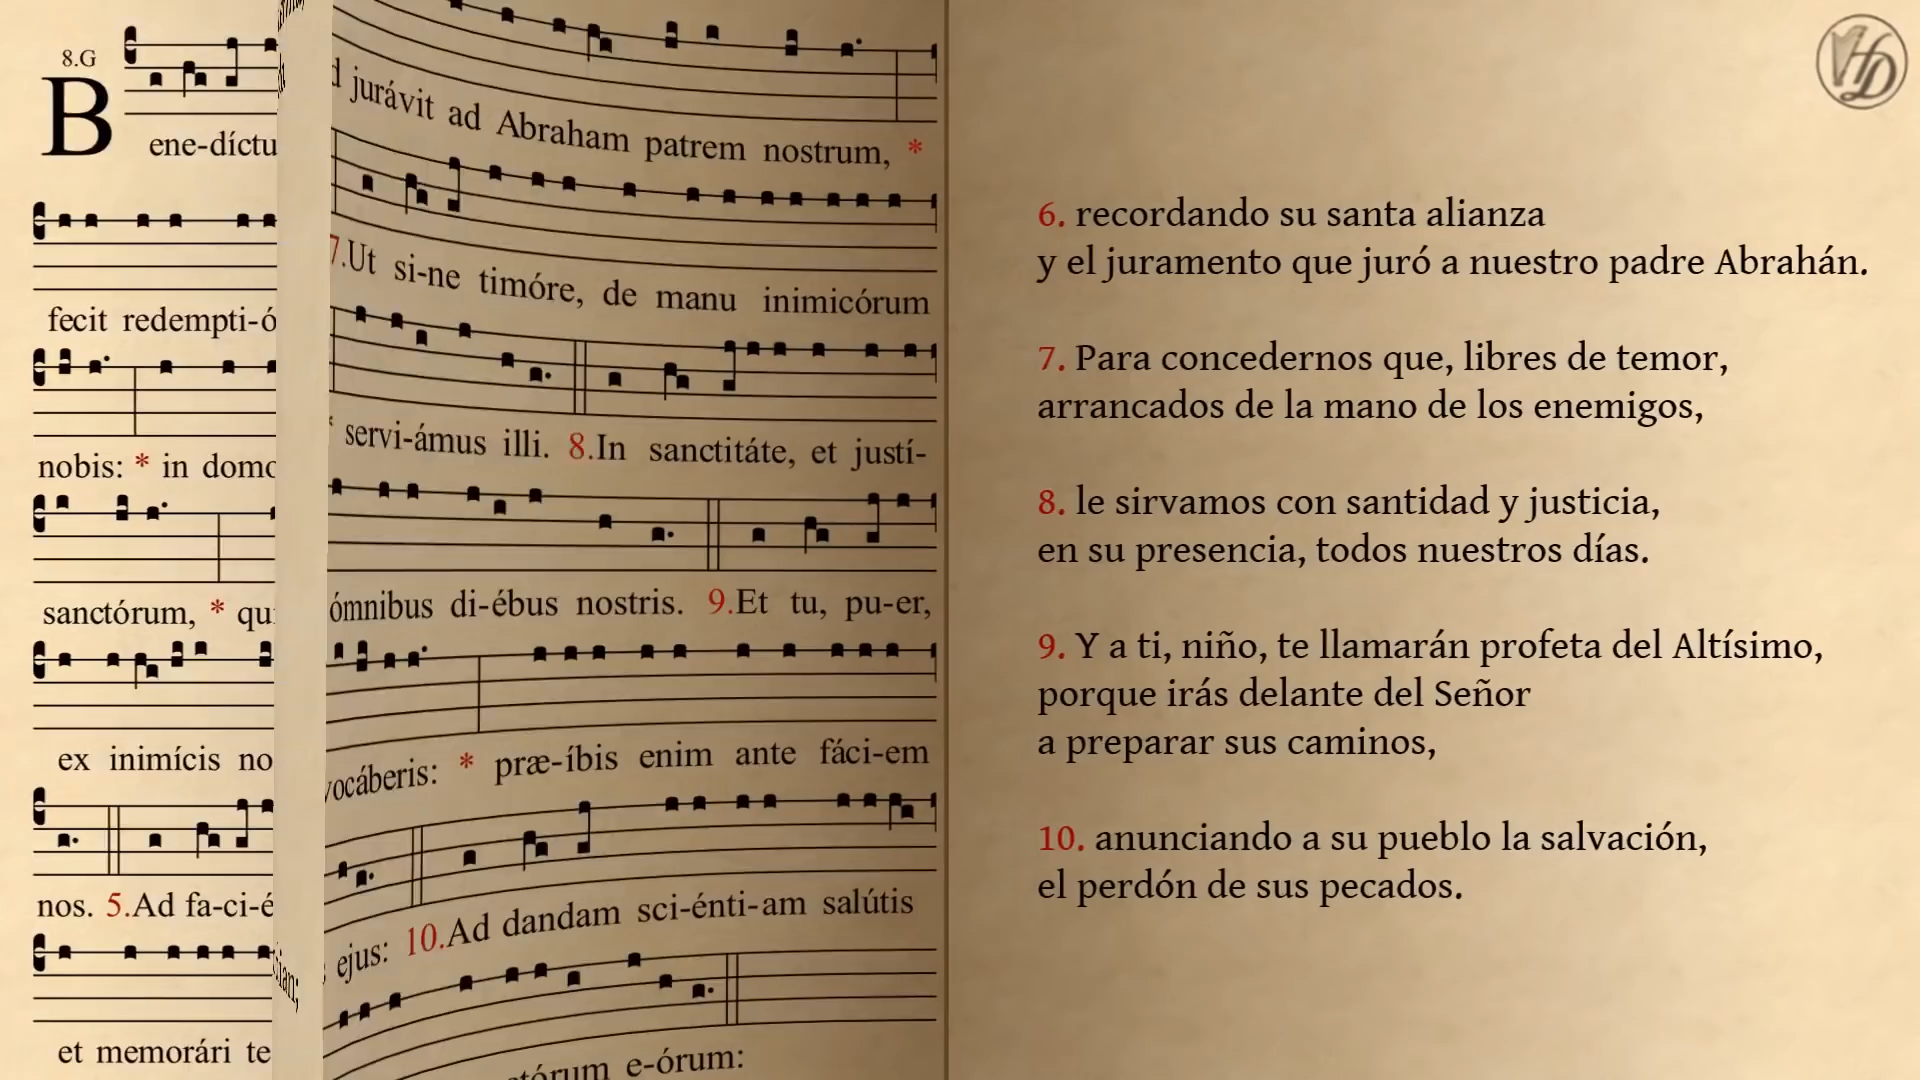 8.G
B
ene-díctu
fecit redempti-ó
nobis: * in domo
sanctórum, * qu
ex inimícis no
nos. 5.Ad fa-ci-é
et memorári te
jurávit ad Abraham patrem nostrum, *
7.Ut si-ne timóre, de manu inimicórum
servi-ámus illi. 8.In sanctitáte, et justí-
ómnibus di-ébus nostris. 9.Et tu, pu-er,
vocáberis: * præ-íbis enim ante fáci-em
ejus: 10.Ad dandam sci-énti-am salútis
e-órum:
HD
6. recordando su santa alianza
y el juramento que juró a nuestro padre Abrahán.
7. Para concedernos que, libres de temor,
arrancados de la mano de los enemigos,
8. le sirvamos con santidad y justicia,
en su presencia, todos nuestros días.
9. Y a ti, niño, te llamarán profeta del Altísimo,
porque irás delante del Señor
a preparar sus caminos,
10. anunciando a su pueblo la salvación,
el perdón de sus pecados.